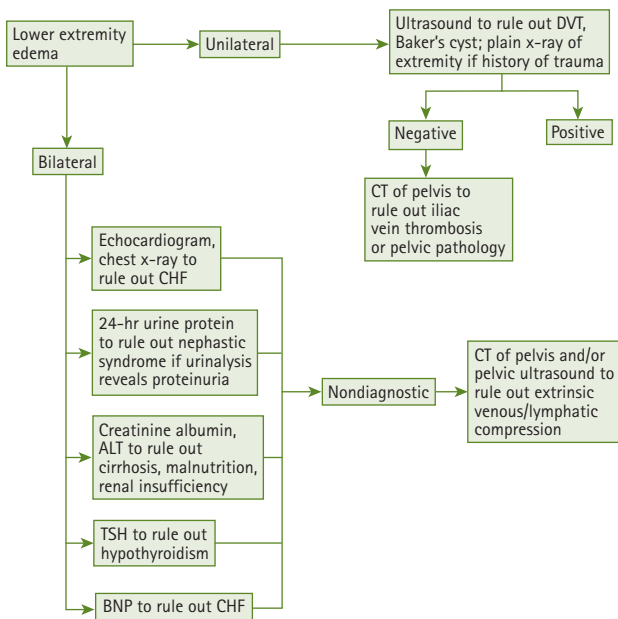 Lower extremity
edema
Unilateral
Ultrasound to rule out DVT,
Baker's cyst; plain x-ray of
extremity if history of trauma
Negative
Positive
CT of pelvis to
rule out iliac
vein thrombosis
or pelvic pathology
Bilateral
Echocardiogram,
chest x-ray to
rule out CHF
24-hr urine protein
to rule out nephastic
syndrome if urinalysis
reveals proteinuria
Creatinine albumin,
ALT to rule out
cirrhosis, malnutrition,
renal insufficiency
TSH to rule out
hypothyroidism
BNP to rule out CHF
Nondiagnostic
CT of pelvis and/or
pelvic ultrasound to
rule out extrinsic
venous/lymphatic
compression